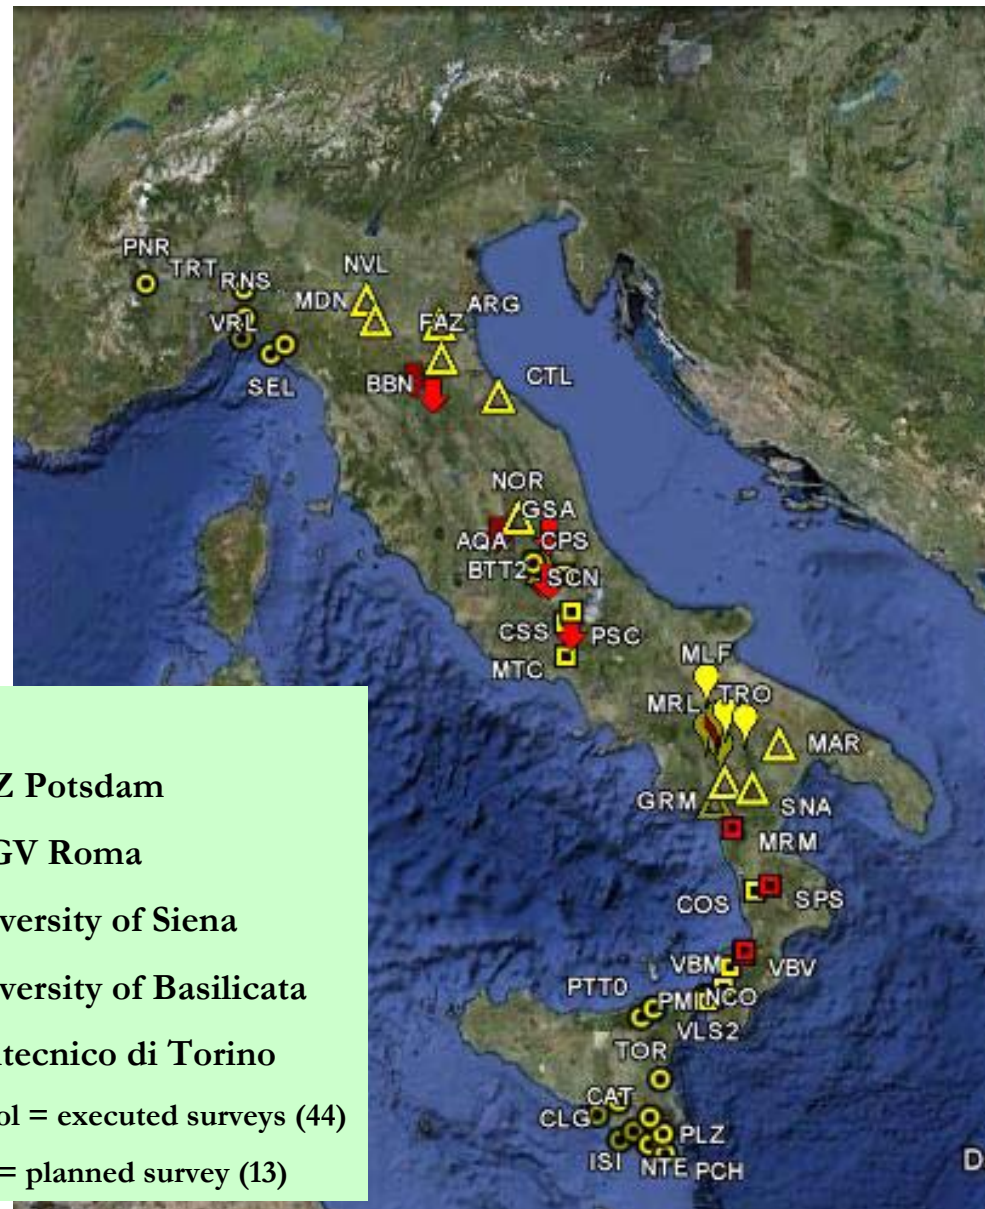 PNR
TRT
RNS
NVL
MDN
ARG
VRL
FAZ
SEL
BBN
CTL
NOR
GSA
AQA
CPS
BTT2
SCN
CSS
PSC
MTC
MLF
MRL
TRO
MAR
GRM
SNA
MRM
COS
SPS
VBM
VBV
PTT0
PMI
NCO
VLS2
TOR
CAT
CLG
PLZ
ISI
NTE
PCH
D
Z Potsdam
GV Roma
versity of Siena
versity of Basilicata
itecnico di Torino
ol = executed surveys (44)
= planned survey (13)